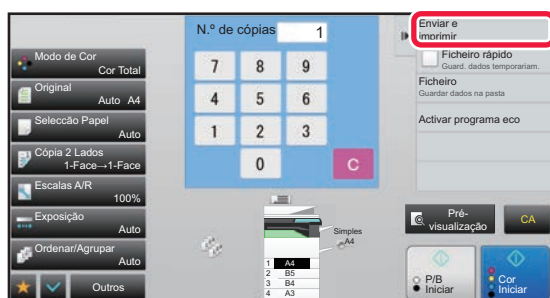 N.º de cópias 1
Enviar e
imprimir
Modo de Cor
Cor Total
Ficheiro rápido
Guard. dados temporariam.
Original
Auto A4
7 8 9
Ficheiro
Guardar dados na pasta
Seleccão Papel
Auto
4 5 6
Activar programa eco
Cópia 2 Lados
1-Face→1-Face
1 2 3
0 C
Escalas A/R
100%
Exposição
Auto
Simples
A4
Pré-
visualização
CA
Ordenar/Agrupar
Auto
1 A4
2 B5
3 B4
4 A3
Outros
P/B
Iniciar
Cor
Iniciar